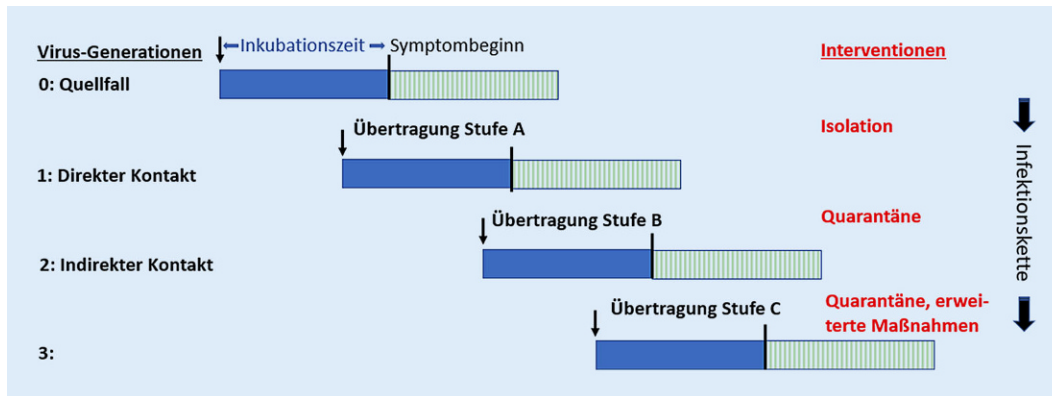 Virus-Generationen
Inkubationszeit
Symptombeginn
Interventionen
0: Quellfall
Übertragung Stufe A
Isolation
1: Direkter Kontakt
Übertragung Stufe B
Quarantäne
2: Indirekter Kontakt
Übertragung Stufe C
Quarantäne, erwei-
terte Maßnahmen
3:
Infektionskette